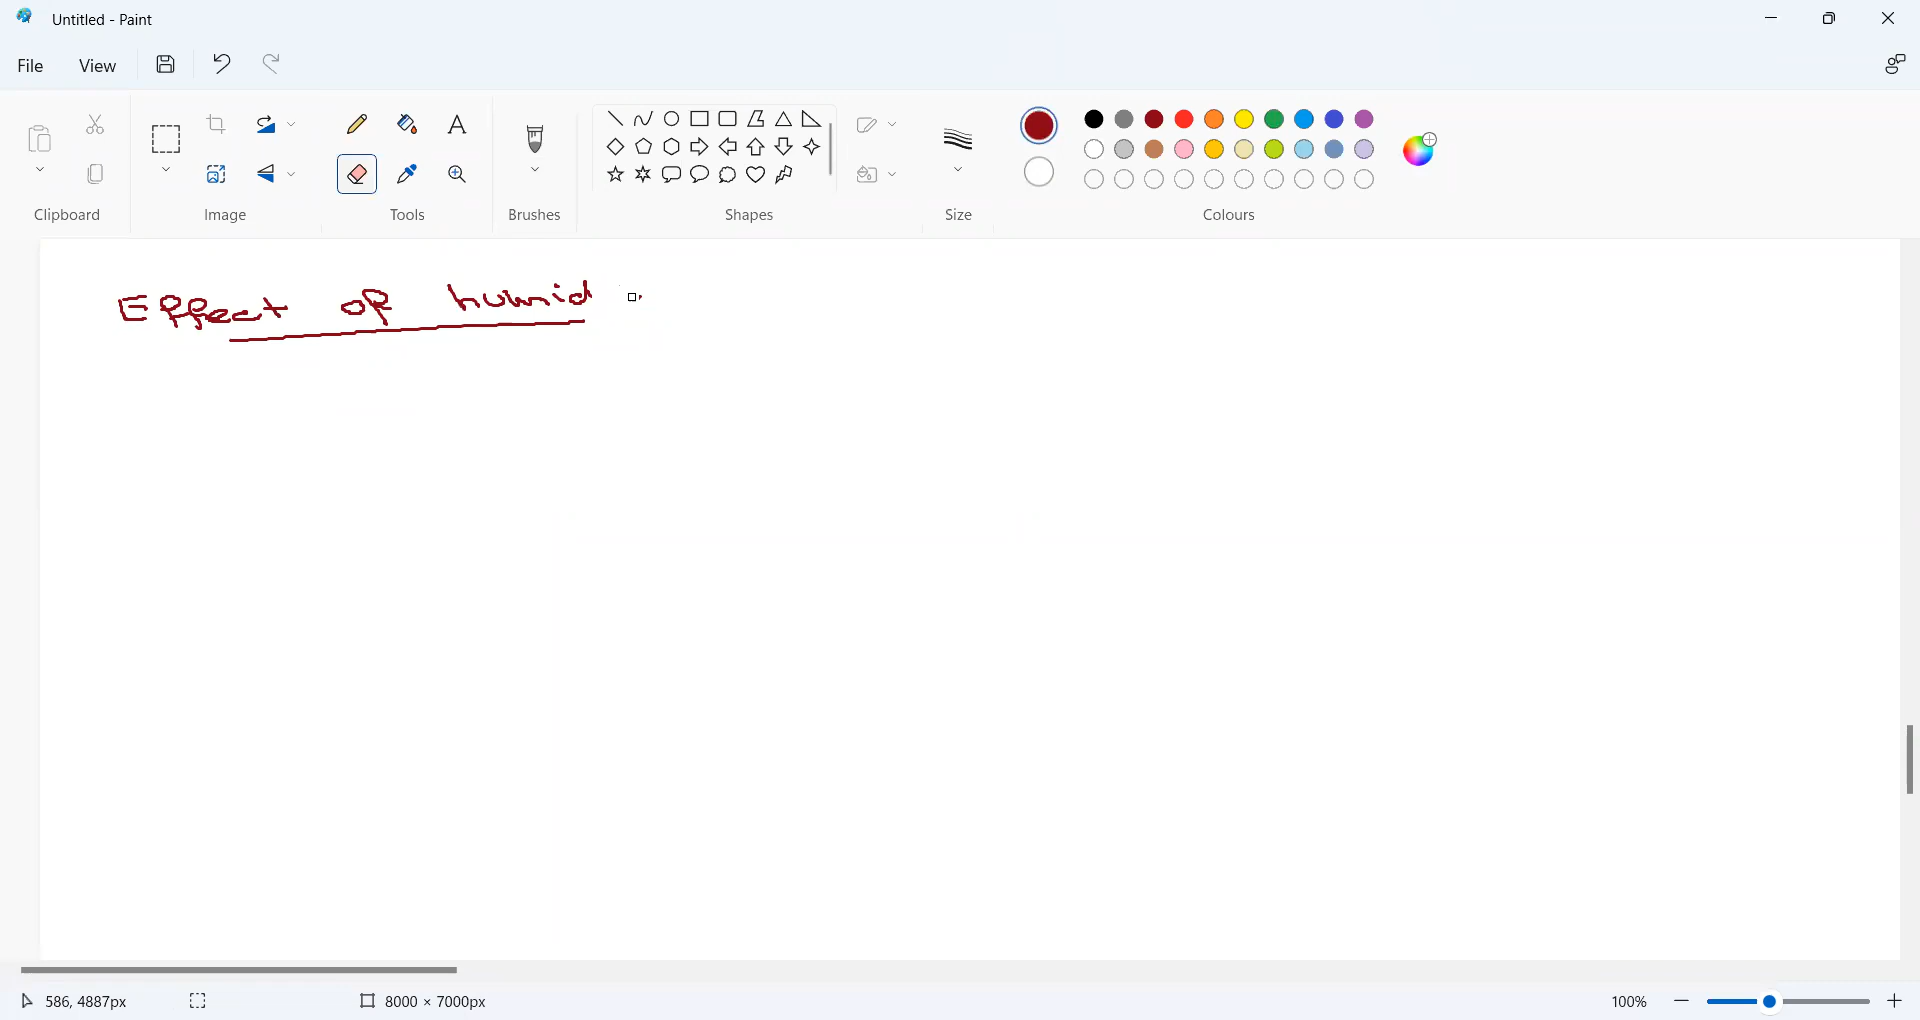 Untitled - Paint
File View
Clipboard Image Tools Brushes Shapes Size Colours
Effect of humid
586, 4887px 8000 × 7000px 100%